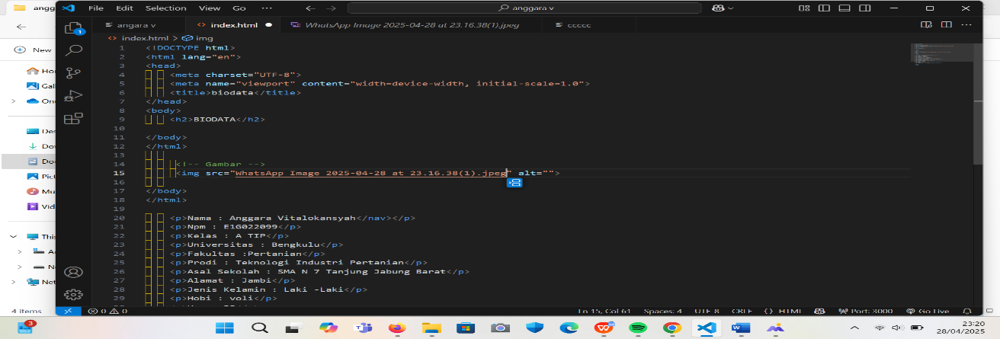 angg
File Edit Selection View Go ···
anggara v
angara v
index.html
WhatsApp Image 2025-04-28 at 23.16.38(1).jpeg
ccccc
index.html > img
1 <!DOCTYPE html>
2 <html lang="en">
3 <head>
4 <meta charset="UTF-8">
5 <meta name="viewport" content="width=device-width, initial-scale=1.0">
6 <title>biodata</title>
7 </head>
8 <body>
9 <h2>BIODATA</h2>
10
11 </body>
12 </html>
13
14 <!-- Gambar -->
15 <img src="WhatsApp Image 2025-04-28 at 23.16.38(1).jpeg" alt="">
16
17 </body>
18 </html>
19
20 <p>Nama : Anggara Vitalokansyah</nav></p>
21 <p>Npm : E1G022099</p>
22 <p>Kelas : A TIP</p>
23 <p>Universitas : Bengkulu</p>
24 <p>Fakultas :Pertanian</p>
25 <p>Prodi : Teknologi Industri Pertanian</p>
26 <p>Asal Sekolah : SMA N 7 Tanjung Jabung Barat</p>
27 <p>Alamat : Jambi</p>
28 <p>Jenis Kelamin : Laki -Laki</p>
29 <p>Hobi : voli</p>
New
Ho
Gall
On
Des
Do
Do
Pict
Mu
Vid
This
A
N
Net
4 items
1
0 0
Ln 15, Col 61 Spaces: 4 UTF-8 CRLF {} HTML Port: 3000 Go Live
3
23:20
28/04/2025